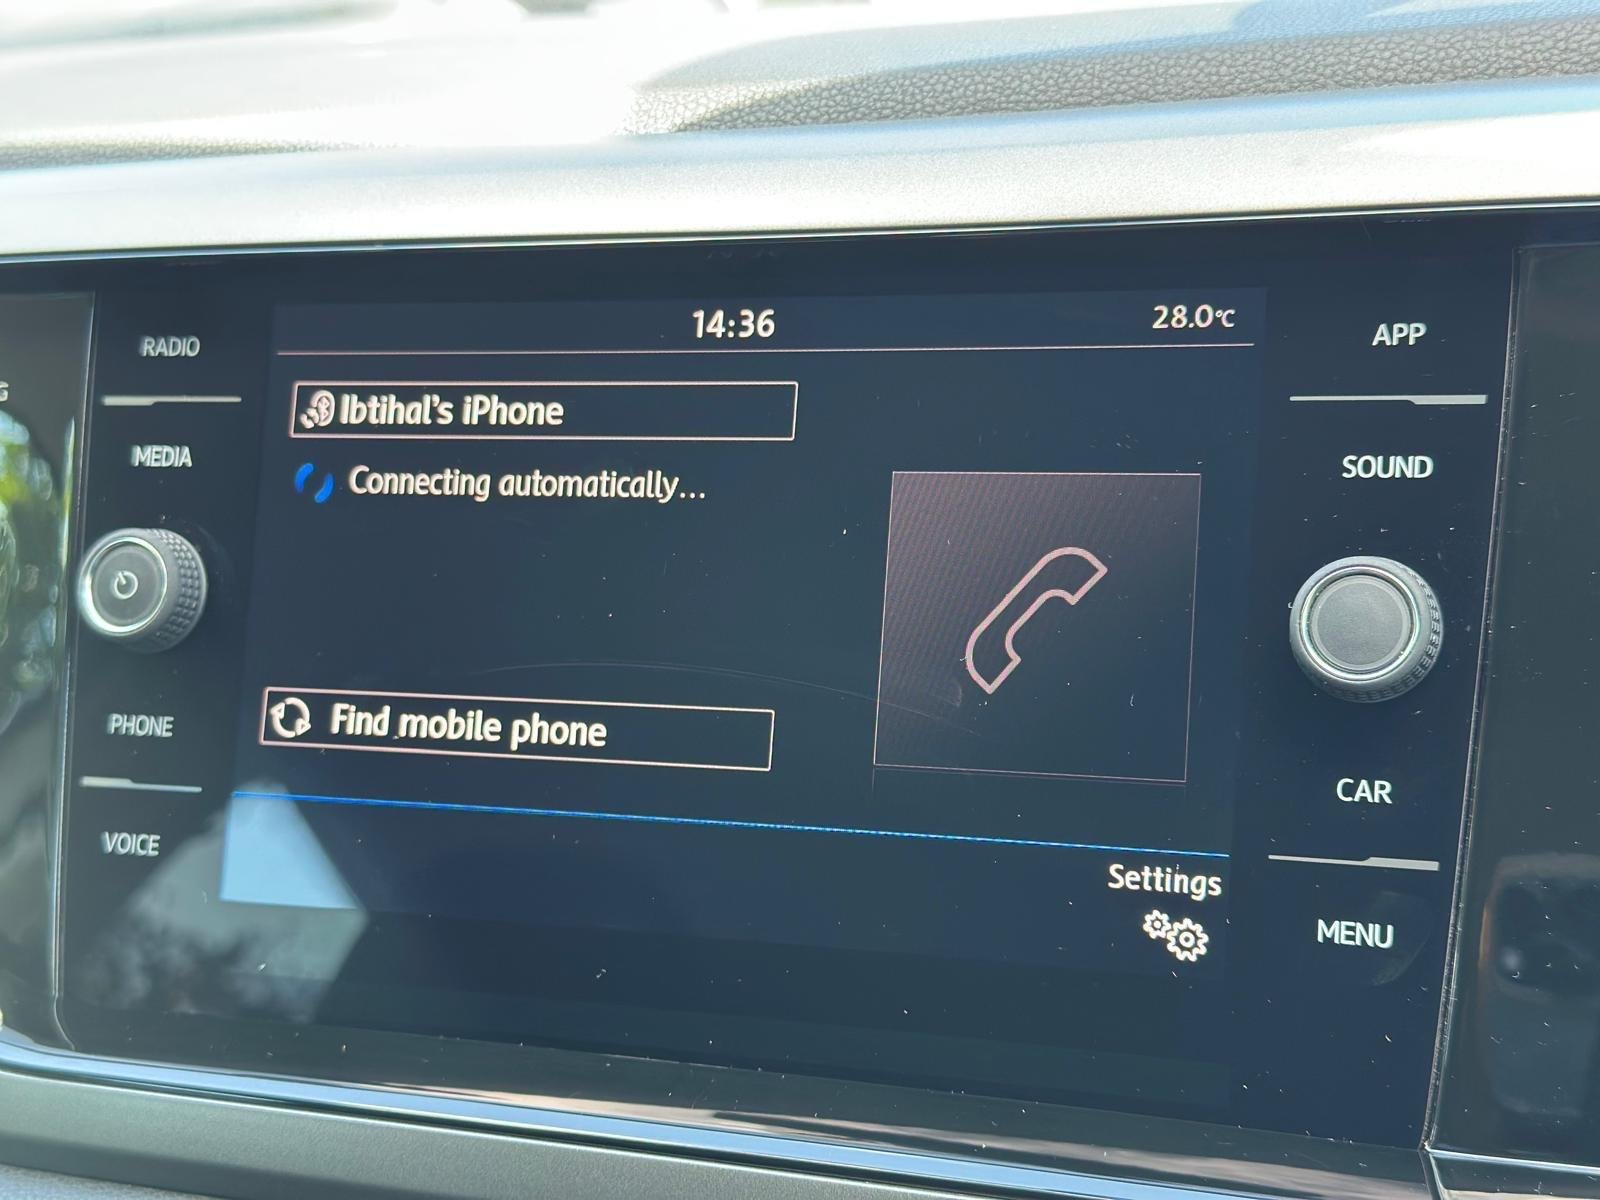 14:36
28.0°C
RADIO
MEDIA
PHONE
VOICE
Ibtihal's iPhone
Connecting automatically...
Find mobile phone
Settings
APP
SOUND
CAR
MENU